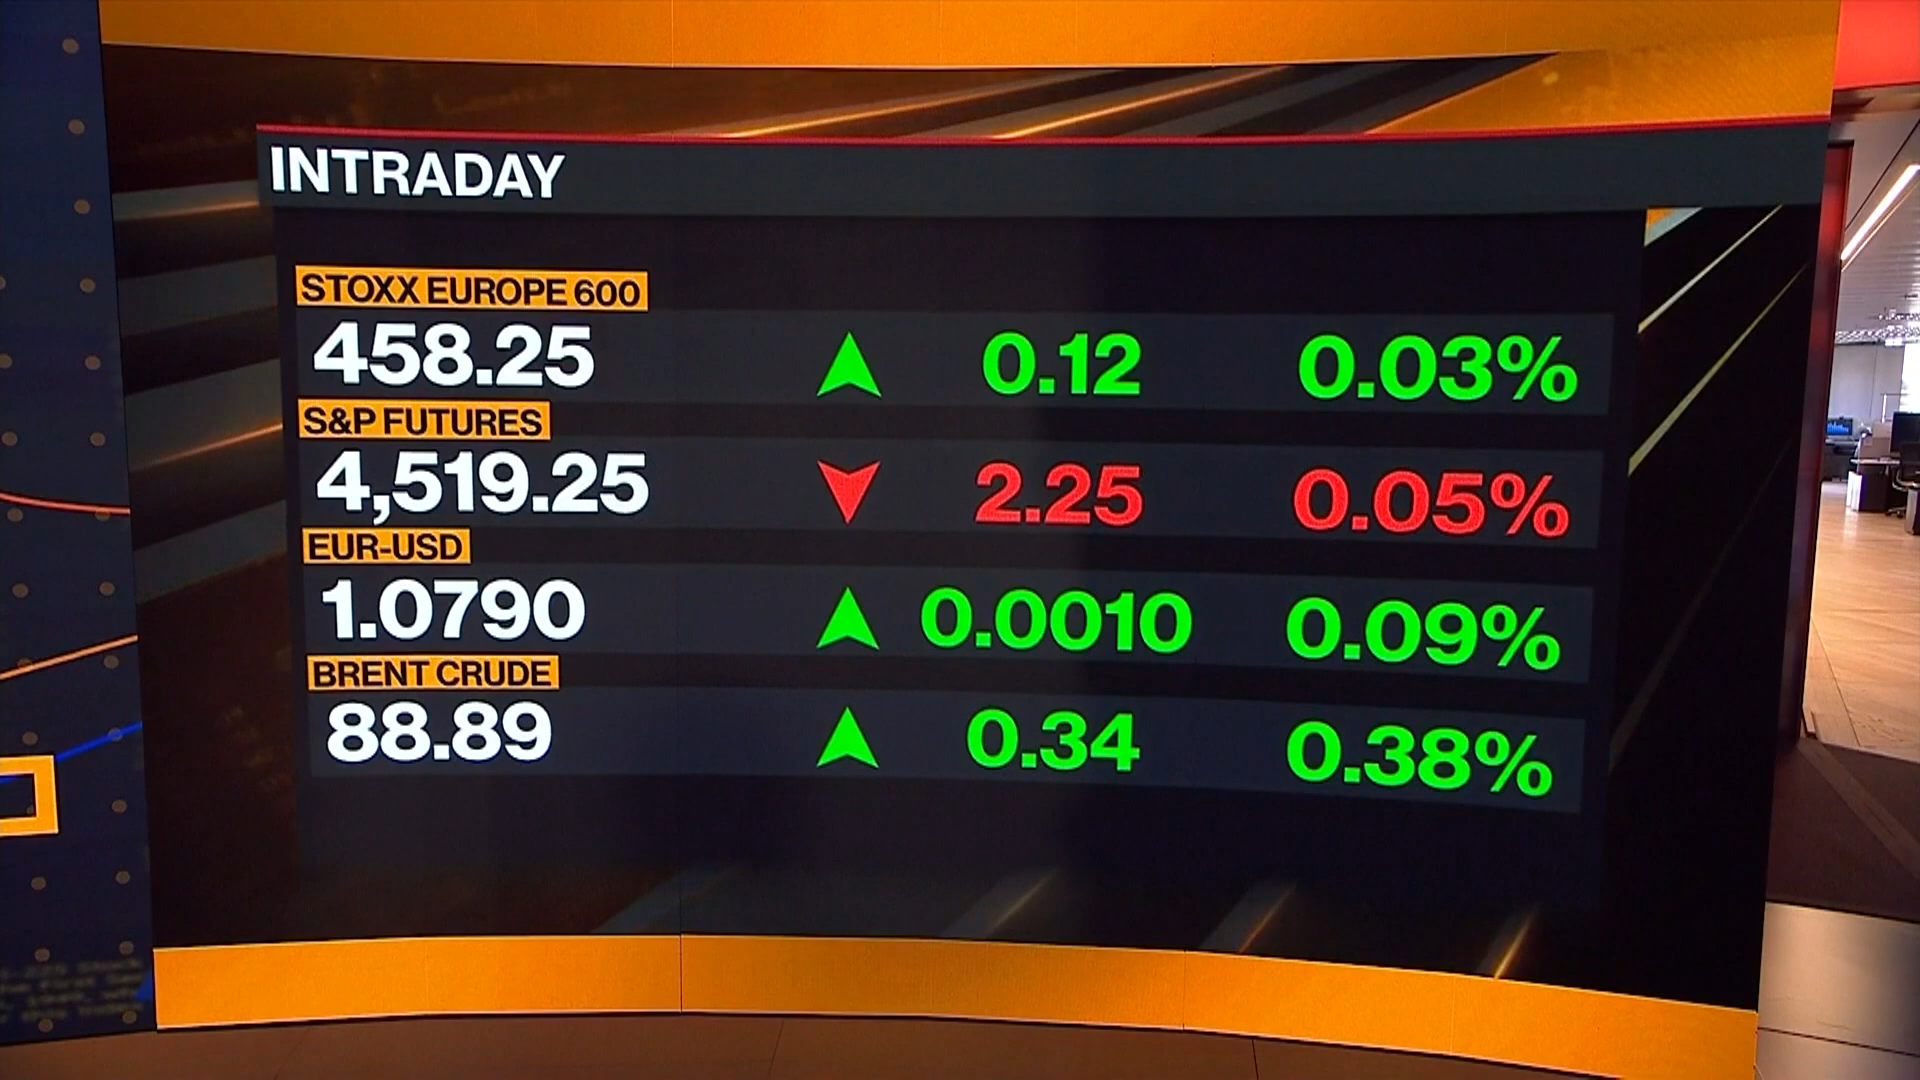 INTRADAY
STOXX EUROPE 600
458.25 ▲ 0.12 0.03%
S&P FUTURES
4,519.25 ▼ 2.25 0.05%
EUR-USD
1.0790 ▲ 0.0010 0.09%
BRENT CRUDE
88.89 ▲ 0.34 0.38%